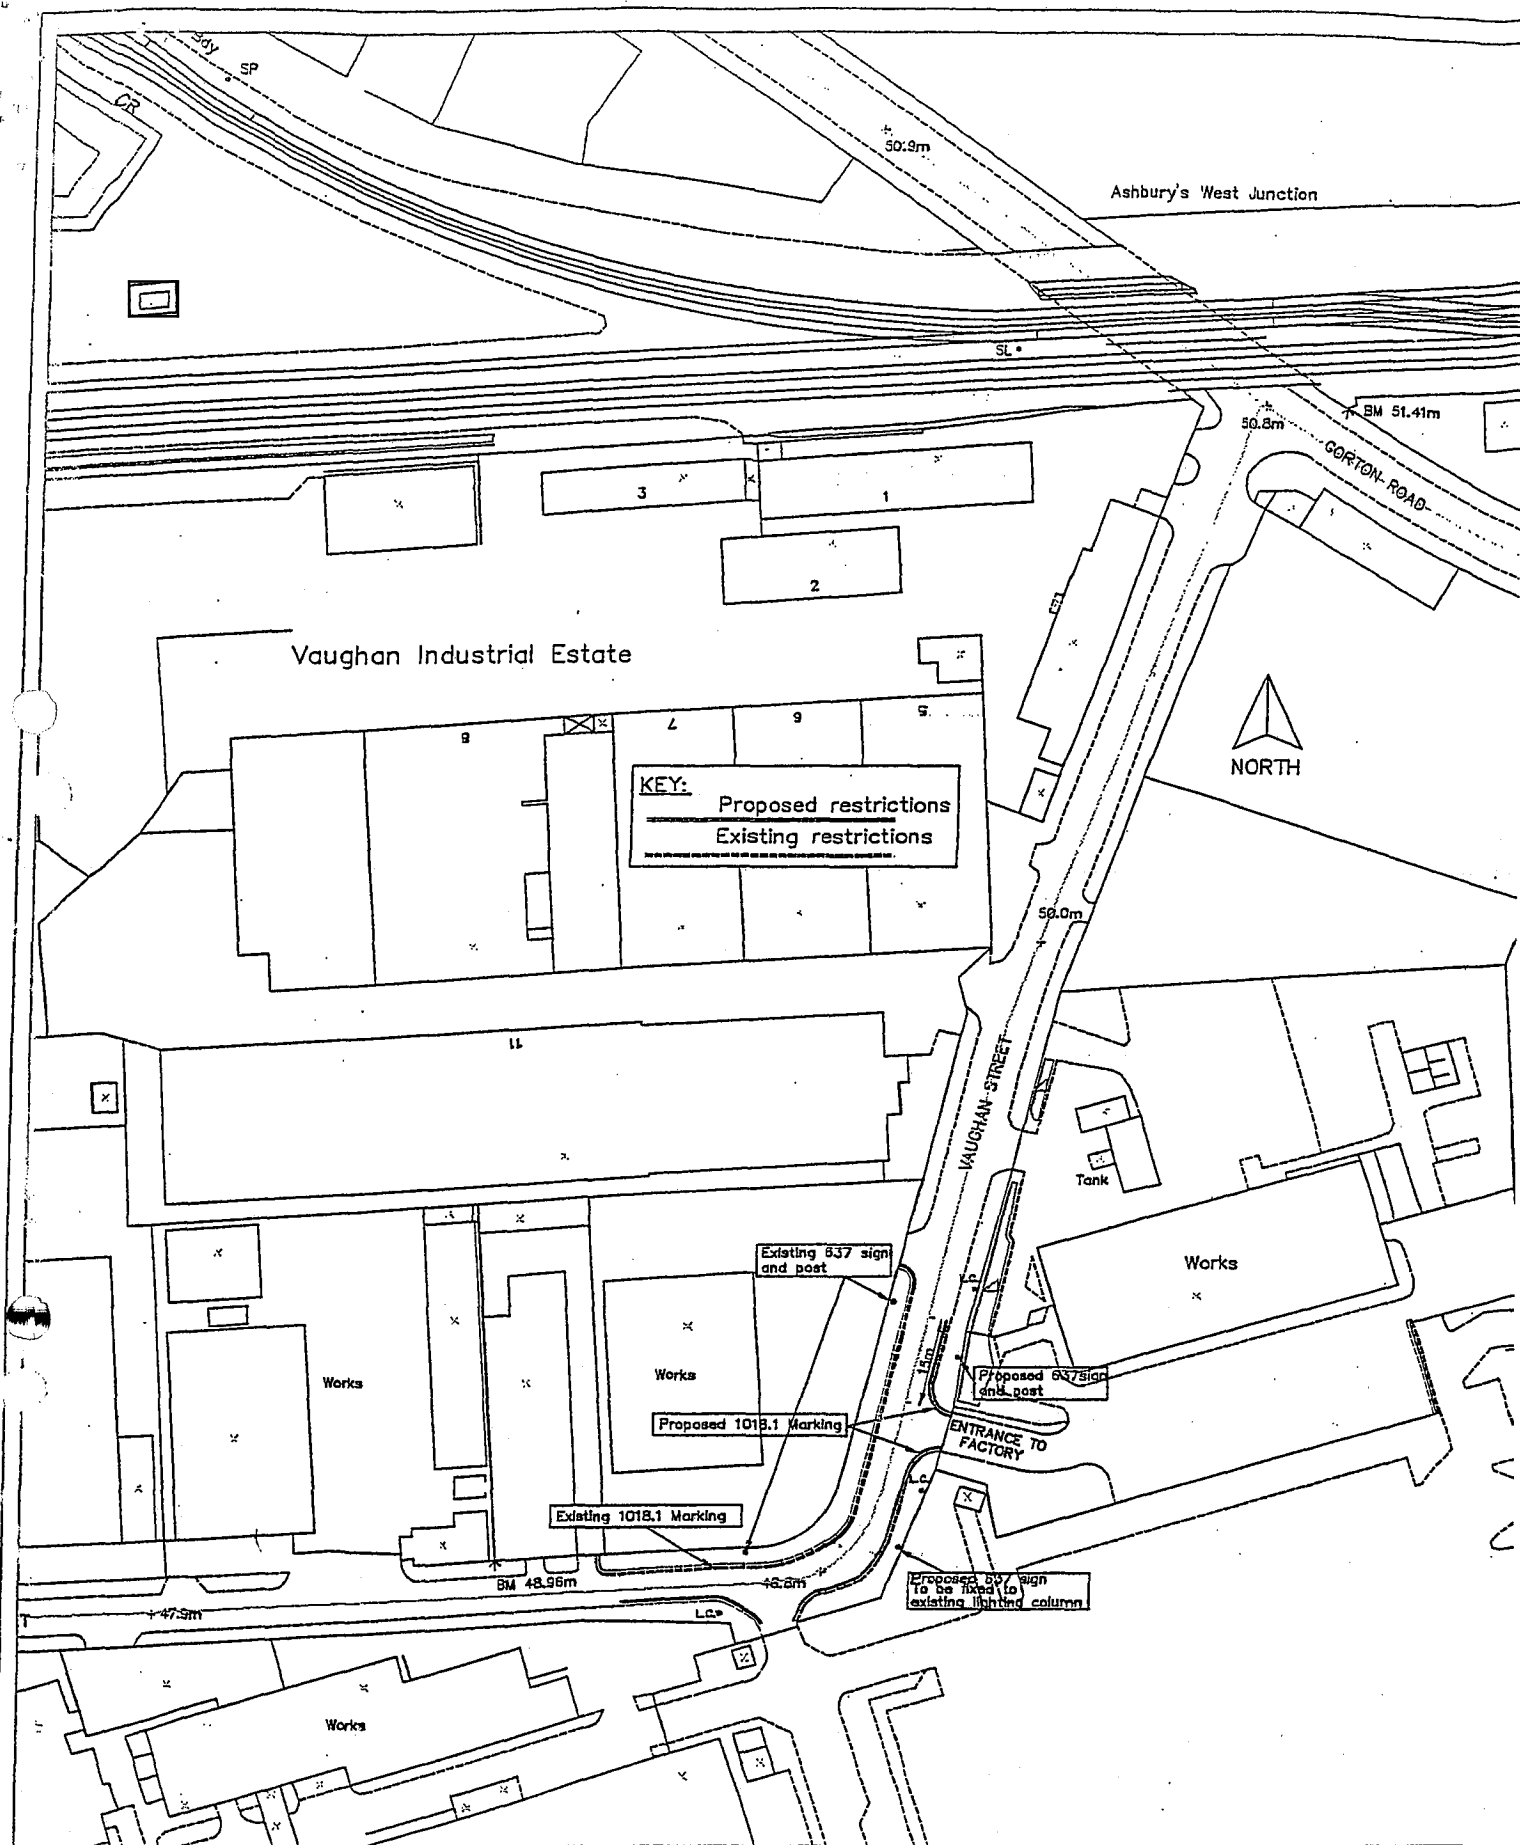 Bdy
SP
CR
50.9m
Ashbury's West Junction
SL
BM 51.41m
50.8m
GORTON ROAD
3
1
2
Vaughan Industrial Estate
5
6
7
8
NORTH
KEY:
Proposed restrictions
Existing restrictions
50.0m
11
VAUGHAN STREET
Tank
Works
Existing 637 sign
and post
L.C.
15m
Proposed 637 sign
and post
Works
Works
Proposed 1018.1 Marking
ENTRANCE TO
FACTORY
L.C.
Existing 1018.1 Marking
BM 48.96m
48.8m
Proposed 637 sign
to be fixed to
existing lighting column
47.9m
L.C.
Works